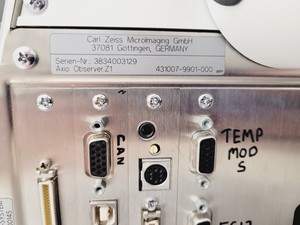 Carl Zeiss MicroImaging GmbH
37081 Göttingen, GERMANY
Serien-Nr.: 3834003129
Axio Observer.Z1 431007-9901-000
CAN
TEMP
MOD
S